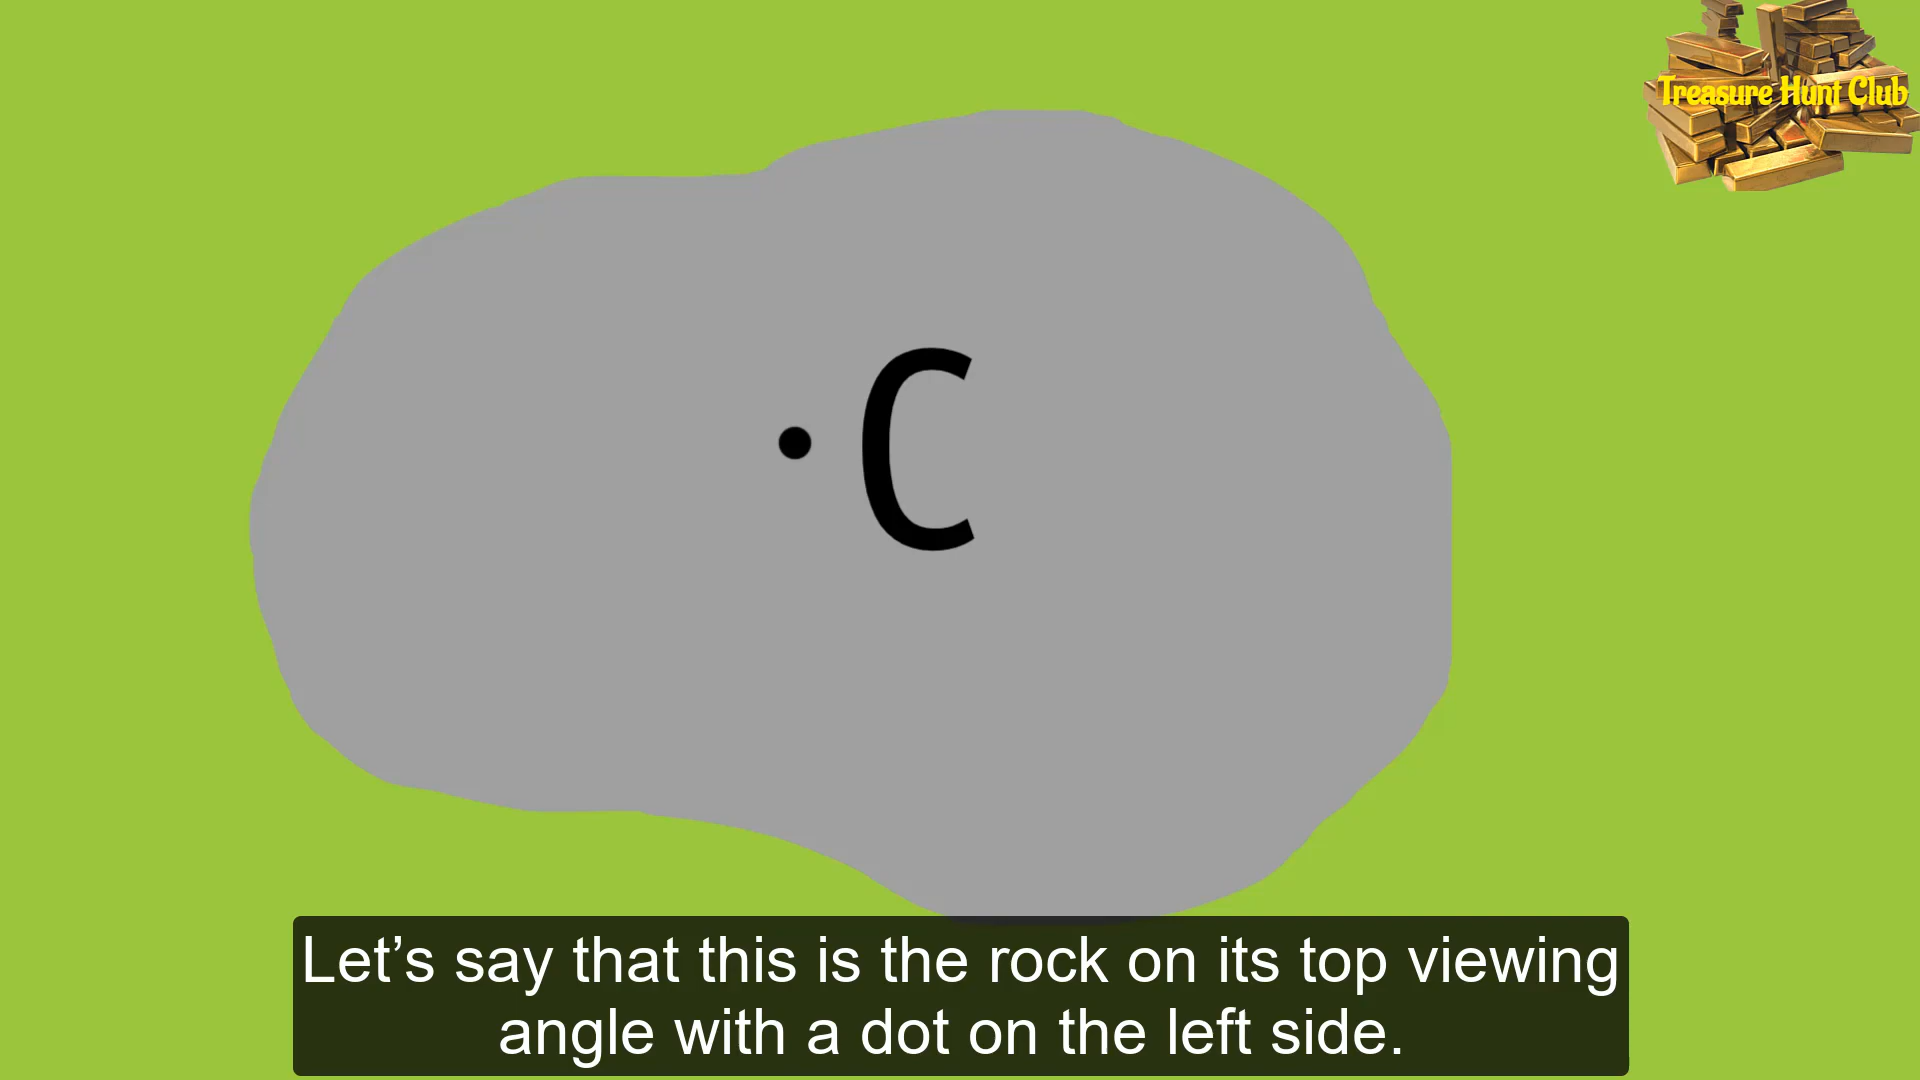 Treasure Hunt Club
• C
Let’s say that this is the rock on its top viewing
angle with a dot on the left side.